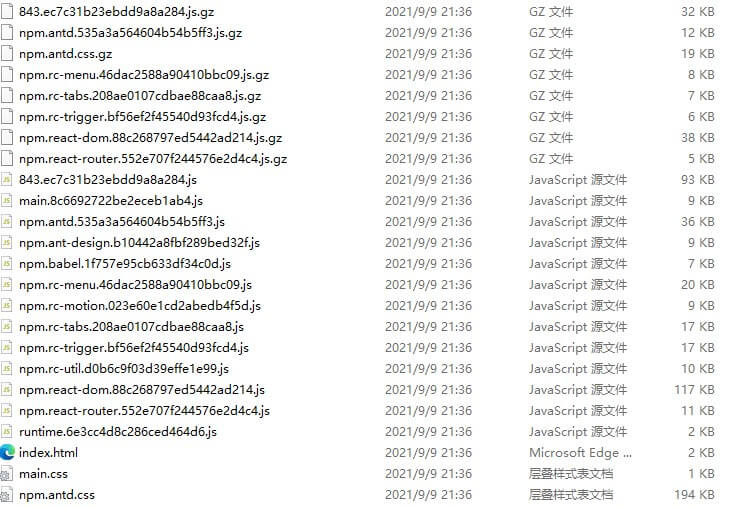 843.ec7c31b23ebdd9a8a284.js.gz 2021/9/9 21:36 GZ 文件 32 KB
npm.antd.535a3a564604b54b5ff3.js.gz 2021/9/9 21:36 GZ 文件 12 KB
npm.antd.css.gz 2021/9/9 21:36 GZ 文件 19 KB
npm.rc-menu.46dac2588a90410bbc09.js.gz 2021/9/9 21:36 GZ 文件 8 KB
npm.rc-tabs.208ae0107cdbae88caa8.js.gz 2021/9/9 21:36 GZ 文件 7 KB
npm.rc-trigger.bf56ef2f45540d93fcd4.js.gz 2021/9/9 21:36 GZ 文件 6 KB
npm.react-dom.88c268797ed5442ad214.js.gz 2021/9/9 21:36 GZ 文件 38 KB
npm.react-router.552e707f244576e2d4c4.js.gz 2021/9/9 21:36 GZ 文件 5 KB
843.ec7c31b23ebdd9a8a284.js 2021/9/9 21:36 JavaScript 源文件 93 KB
main.8c6692722be2eceb1ab4.js 2021/9/9 21:36 JavaScript 源文件 9 KB
npm.antd.535a3a564604b54b5ff3.js 2021/9/9 21:36 JavaScript 源文件 36 KB
npm.ant-design.b10442a8fbf289bed32f.js 2021/9/9 21:36 JavaScript 源文件 9 KB
npm.babel.1f757e95cb633df34c0d.js 2021/9/9 21:36 JavaScript 源文件 7 KB
npm.rc-menu.46dac2588a90410bbc09.js 2021/9/9 21:36 JavaScript 源文件 20 KB
npm.rc-motion.023e60e1cd2abedb4f5d.js 2021/9/9 21:36 JavaScript 源文件 9 KB
npm.rc-tabs.208ae0107cdbae88caa8.js 2021/9/9 21:36 JavaScript 源文件 17 KB
npm.rc-trigger.bf56ef2f45540d93fcd4.js 2021/9/9 21:36 JavaScript 源文件 17 KB
npm.rc-util.d0b6c9f03d39effe1e99.js 2021/9/9 21:36 JavaScript 源文件 10 KB
npm.react-dom.88c268797ed5442ad214.js 2021/9/9 21:36 JavaScript 源文件 117 KB
npm.react-router.552e707f244576e2d4c4.js 2021/9/9 21:36 JavaScript 源文件 11 KB
runtime.6e3cc4d8c286ced464d6.js 2021/9/9 21:36 JavaScript 源文件 2 KB
index.html 2021/9/9 21:36 Microsoft Edge ... 2 KB
main.css 2021/9/9 21:36 层叠样式表文档 1 KB
npm.antd.css 2021/9/9 21:36 层叠样式表文档 194 KB